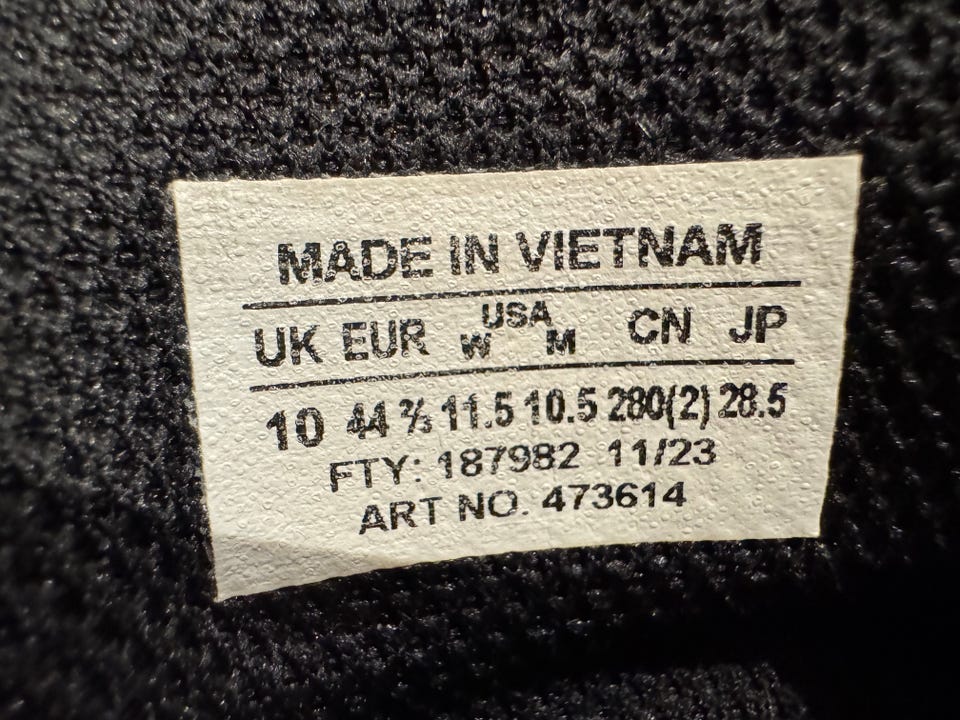 MADE IN VIETNAM
UK EUR USA W M CN JP
10 44 ⅔ 11.5 10.5 280(2) 28.5
FTY: 187982 11/23
ART NO. 473614